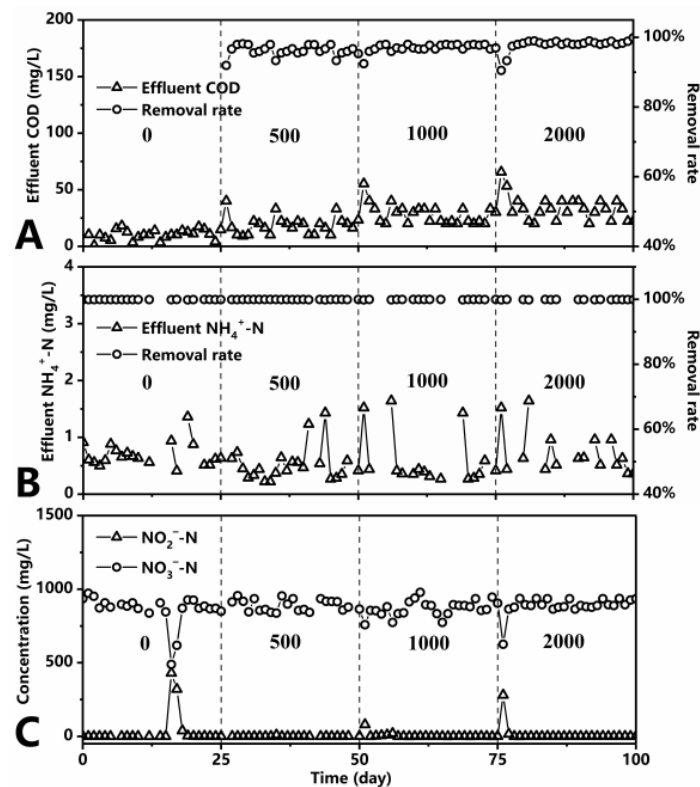 200
150
100
50
0
Effluent COD (mg/L)
100%
80%
60%
40%
Removal rate
Effluent COD
Removal rate
0
500
1000
2000
A
4
3
2
1
0
Effluent NH₄⁺-N (mg/L)
100%
80%
60%
40%
Removal rate
Effluent NH₄⁺-N
Removal rate
0
500
1000
2000
B
1500
1000
500
0
Concentration (mg/L)
NO₂⁻-N
NO₃⁻-N
0
500
1000
2000
C
0 25 50 75 100
Time (day)